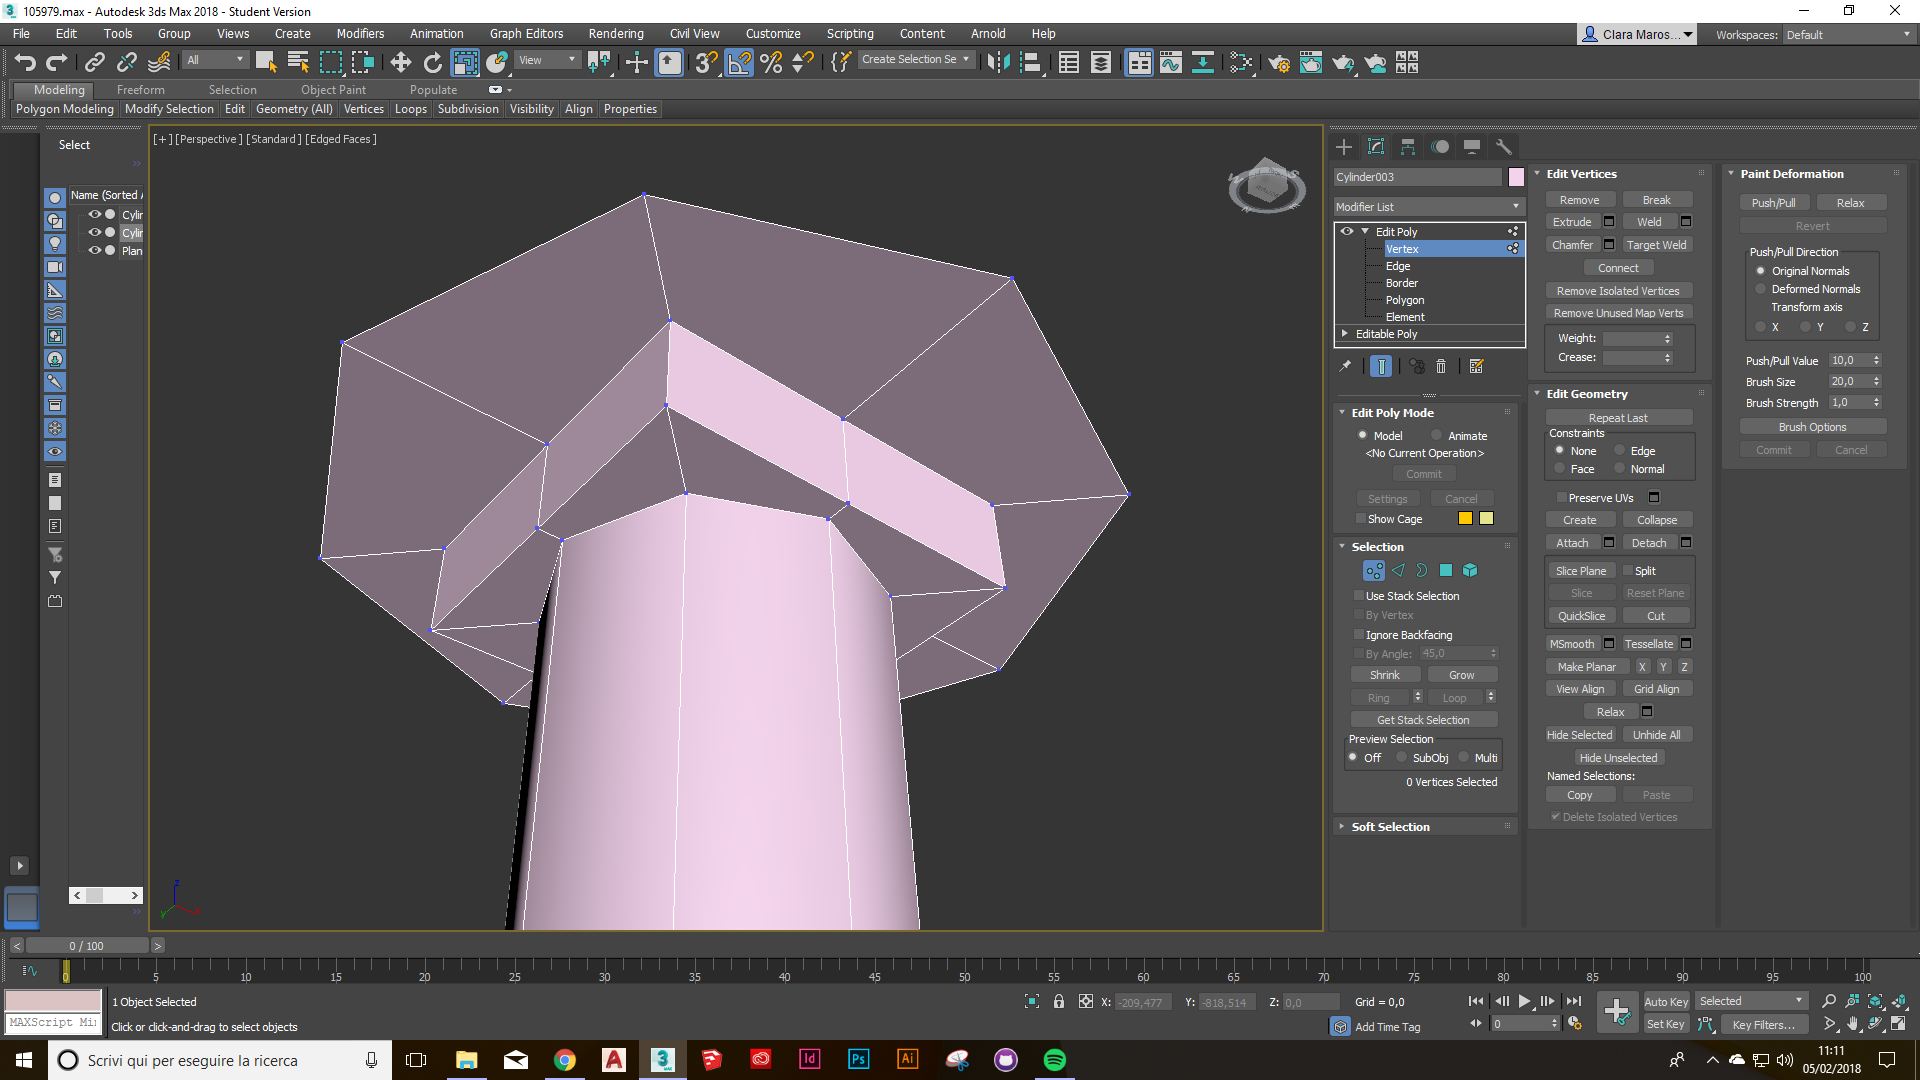 105979.max - Autodesk 3ds Max 2018 - Student Version
File Edit Tools Group Views Create Modifiers Animation Graph Editors Rendering Civil View Customize Scripting Content Arnold Help
Clara Maros... Workspaces: Default
All View Create Selection Se
Modeling Freeform Selection Object Paint Populate
Polygon Modeling Modify Selection Edit Geometry (All) Vertices Loops Subdivision Visibility Align Properties
Select
Name (Sorted A
Cylin
Cylin
Plan
[+] [Perspective] [Standard] [Edged Faces]
Cylinder003
Modifier List
Edit Poly
Vertex
Edge
Border
Polygon
Element
Editable Poly
Edit Poly Mode
Model Animate
<No Current Operation>
Commit
Settings Cancel
Show Cage
Selection
Use Stack Selection
By Vertex
Ignore Backfacing
By Angle: 45,0
Shrink Grow
Ring Loop
Get Stack Selection
Preview Selection
Off SubObj Multi
0 Vertices Selected
Soft Selection
Edit Vertices
Remove Break
Extrude Weld
Chamfer Target Weld
Connect
Remove Isolated Vertices
Remove Unused Map Verts
Weight:
Crease:
Edit Geometry
Repeat Last
Constraints
None Edge
Face Normal
Preserve UVs
Create Collapse
Attach Detach
Slice Plane Split
Slice Reset Plane
QuickSlice Cut
MSmooth Tessellate
Make Planar X Y Z
View Align Grid Align
Relax
Hide Selected Unhide All
Hide Unselected
Named Selections:
Copy Paste
Delete Isolated Vertices
Paint Deformation
Push/Pull Relax
Revert
Push/Pull Direction
Original Normals
Deformed Normals
Transform axis
X Y Z
Push/Pull Value 10,0
Brush Size 20,0
Brush Strength 1,0
Brush Options
Commit Cancel
z
y
0 / 100
0 5 10 15 20 25 30 35 40 45 50 55 60 65 70 75 80 85 90 95 100
1 Object Selected
X: -209,477 Y: -818,514 Z: 0,0 Grid = 0,0
Auto Key Selected
MAXScript Mi
Click or click-and-drag to select objects
Add Time Tag
0
Set Key Key Filters...
Scrivi qui per eseguire la ricerca
11:11
05/02/2018